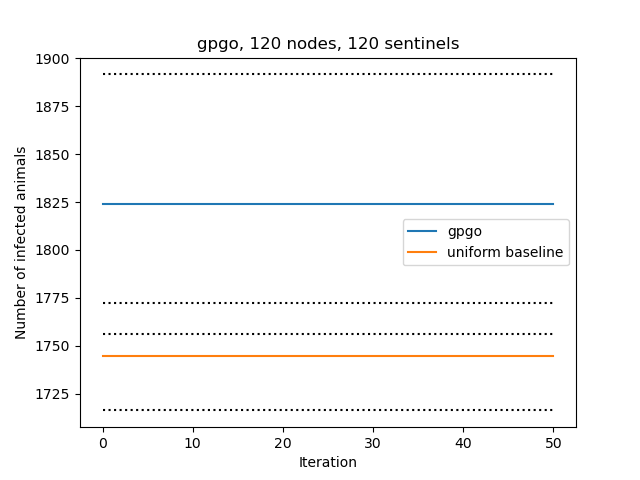 gpgo, 120 nodes, 120 sentinels
1900
1875
1850
1825
1800
1775
1750
1725
Number of infected animals
gpgo
uniform baseline
0 10 20 30 40 50
Iteration